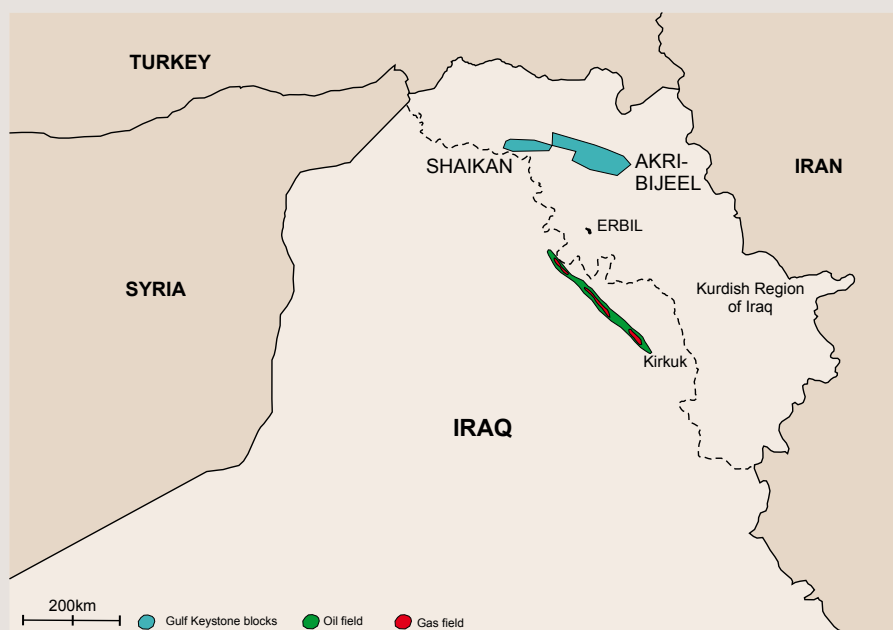 TURKEY
SHAIKAN
AKRI-
BIJEEL
IRAN
ERBIL
SYRIA
Kurdish Region
of Iraq
Kirkuk
IRAQ
200km
Gulf Keystone blocks
Oil field
Gas field